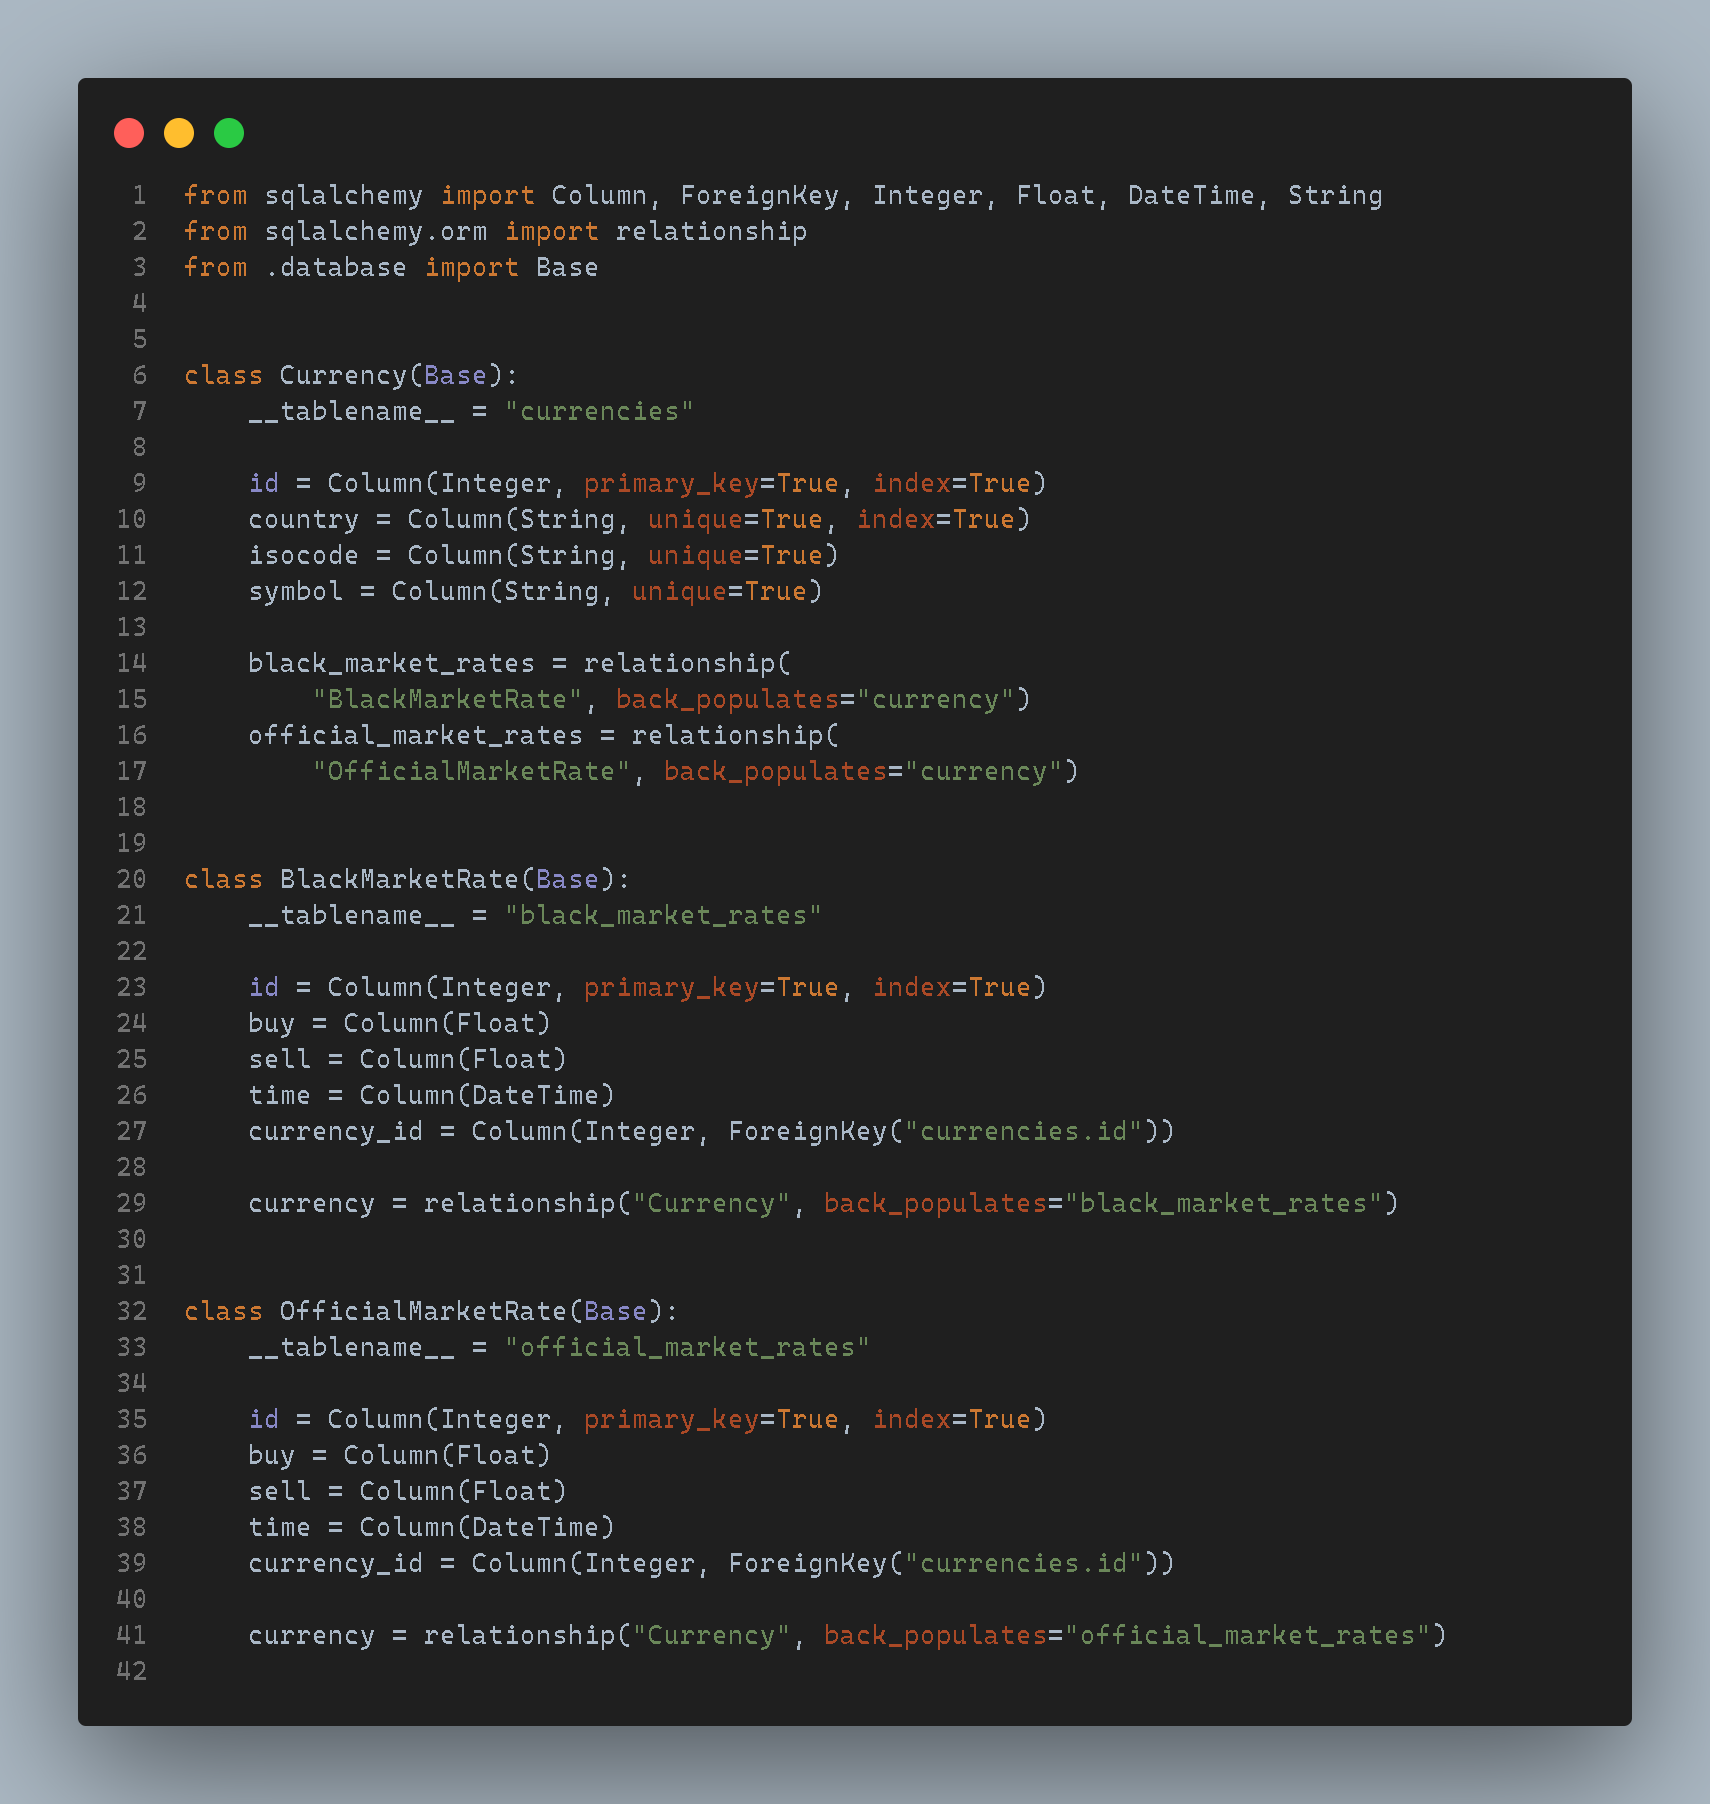 1 from sqlalchemy import Column, ForeignKey, Integer, Float, DateTime, String
2 from sqlalchemy.orm import relationship
3 from .database import Base
4
5
6 class Currency(Base):
7     __tablename__ = "currencies"
8
9     id = Column(Integer, primary_key=True, index=True)
10     country = Column(String, unique=True, index=True)
11     isocode = Column(String, unique=True)
12     symbol = Column(String, unique=True)
13
14     black_market_rates = relationship(
15         "BlackMarketRate", back_populates="currency")
16     official_market_rates = relationship(
17         "OfficialMarketRate", back_populates="currency")
18
19
20 class BlackMarketRate(Base):
21     __tablename__ = "black_market_rates"
22
23     id = Column(Integer, primary_key=True, index=True)
24     buy = Column(Float)
25     sell = Column(Float)
26     time = Column(DateTime)
27     currency_id = Column(Integer, ForeignKey("currencies.id"))
28
29     currency = relationship("Currency", back_populates="black_market_rates")
30
31
32 class OfficialMarketRate(Base):
33     __tablename__ = "official_market_rates"
34
35     id = Column(Integer, primary_key=True, index=True)
36     buy = Column(Float)
37     sell = Column(Float)
38     time = Column(DateTime)
39     currency_id = Column(Integer, ForeignKey("currencies.id"))
40
41     currency = relationship("Currency", back_populates="official_market_rates")
42